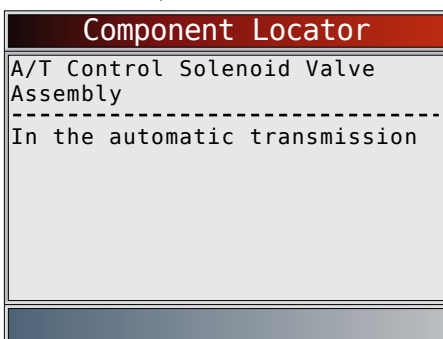 Component Locator
A/T Control Solenoid Valve
Assembly
In the automatic transmission